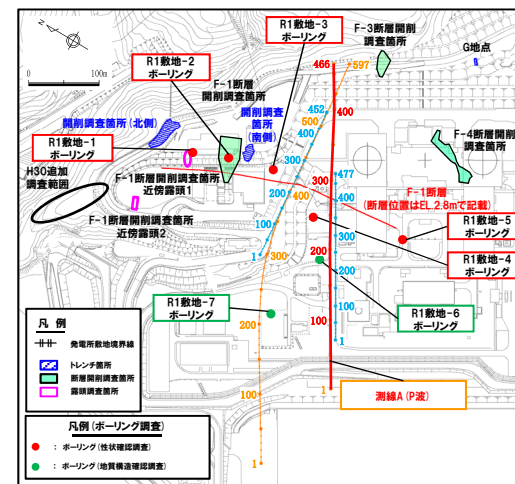 N
0
100m
R1敷地-3
ボーリング
F-3断層開削
調査箇所
G地点
R1敷地-2
ボーリング
F-1断層
開削調査箇所
開削調査箇所(北側)
開削調査
箇所
(南側)
R1敷地-1
ボーリング
H30追加
調査範囲
F-1断層開削調査箇所
近傍露頭1
F-1断層開削調査箇所
近傍露頭2
F-4断層開削
調査箇所
F-1断層
(断層位置はEL.2.8mで記載)
R1敷地-5
ボーリング
R1敷地-4
ボーリング
R1敷地-6
ボーリング
R1敷地-7
ボーリング
測線A(P波)
466
400
300
200
100
1
597
500
400
300
200
100
1
452
400
300
200
100
1
477
400
300
200
100
1
凡 例
発電所敷地境界線
トレンチ箇所
断層開削調査箇所
露頭調査箇所
凡例(ボーリング調査)
: ボーリング(性状確認調査)
: ボーリング(地質構造確認調査)